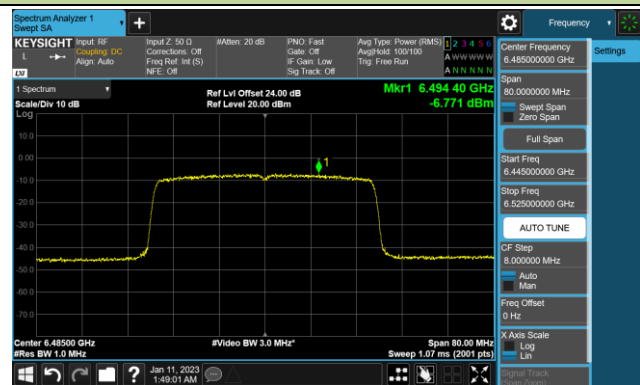 Spectrum Analyzer 1
Swept SA
Frequency
KEYSIGHT
L
LXI
Input: RF
Coupling: DC
Align: Auto
Input Z: 50 Ω
Corrections: Off
Freq Ref: Int (S)
NFE: Off
#Atten: 20 dB
PNO: Fast
Gate: Off
IF Gain: Low
Sig Track: Off
Avg Type: Power (RMS)
Avg|Hold: 100/100
Trig: Free Run
1 2 3 4 5 6
A W W W W W
A N N N N N
1 Spectrum
Scale/Div 10 dB
Log
Ref Lvl Offset 24.00 dB
Ref Level 20.00 dBm
Mkr1 6.494 40 GHz
-6.771 dBm
10.0
0.00
-10.0
-20.0
-30.0
-40.0
-50.0
-60.0
-70.0
1
Center 6.48500 GHz
#Res BW 1.0 MHz
#Video BW 3.0 MHz*
Span 80.00 MHz
Sweep 1.07 ms (2001 pts)
Center Frequency
6.485000000 GHz
Span
80.0000000 MHz
Swept Span
Zero Span
Full Span
Start Freq
6.445000000 GHz
Stop Freq
6.525000000 GHz
AUTO TUNE
CF Step
8.000000 MHz
Auto
Man
Freq Offset
0 Hz
X Axis Scale
Log
Lin
Signal Track
(Span Zoom)
Settings
?
Jan 11, 2023
1:49:01 AM